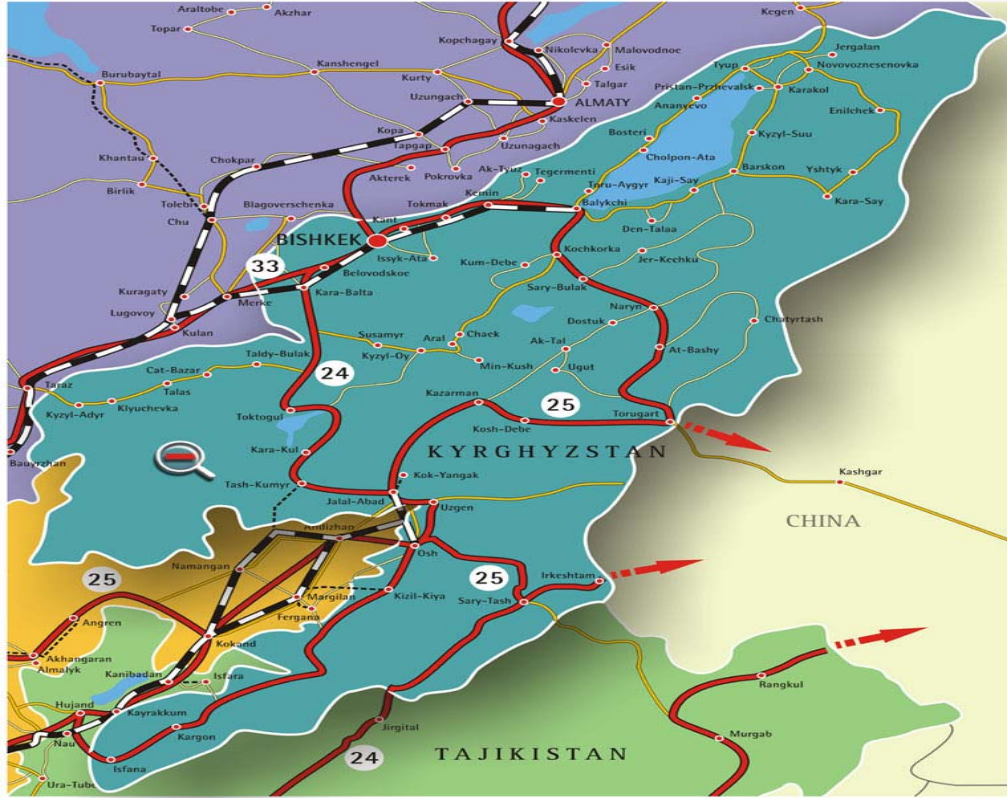 Araltobe
Akzhar
Kegen
Topar
Kopchagay
Nikolevka
Malovodnoe
Jergalan
Kanshengel
Esik
Tyup
Novovoznesenovka
Burubaytal
Kurty
Talgar
Pristan-Przhevalsk
Karakol
Uzungach
ALMATY
Ananyevo
Enilchek
Kaskelen
Kopa
Bosteri
Kyzyl-Suu
Tapgap
Uzunagach
Khantau
Chokpar
Cholpon-Ata
Ak-Tyuz
Akterek
Pokrovka
Tegermenti
Barskon
Yshtyk
Birlik
Kemin
Toru-Aygyr
Kaji-Say
Tolebi
Blagoverschenka
Tokmak
Balykchi
Kara-Say
Chu
Kant
Den-Talaa
BISHKEK
Kochkorka
Issyk-Ata
Kum-Debe
Jer-Kechku
33
Belovodskoe
Sary-Bulak
Kuragaty
Merke
Kara-Balta
Naryn
Lugovoy
Dostuk
Chatyrtash
Kulan
Susamyr
Aral
Chaek
Ak-Tal
At-Bashy
Taldy-Bulak
Kyzyl-Oy
Min-Kush
Ugut
Cat-Bazar
24
Taraz
Talas
Kazarman
25
Kyzyl-Adyr
Klyuchevka
Toktogul
Kosh-Debe
Torugart
Kara-Kul
KYRGHYZSTAN
Bauyrzhan
Kok-Yangak
Kashgar
Tash-Kumyr
Jalal-Abad
Uzgen
CHINA
Andizhan
Osh
Namangan
25
25
Irkeshtam
Margilan
Kizil-Kiya
Sary-Tash
Fergana
Angren
Kokand
Akhangaran
Almalyk
Kanibadan
Isfara
Rangkul
Hujand
Kayrakkum
Jirgital
Kargon
Nau
Murgab
TAJIKISTAN
24
Isfana
Ura-Tube